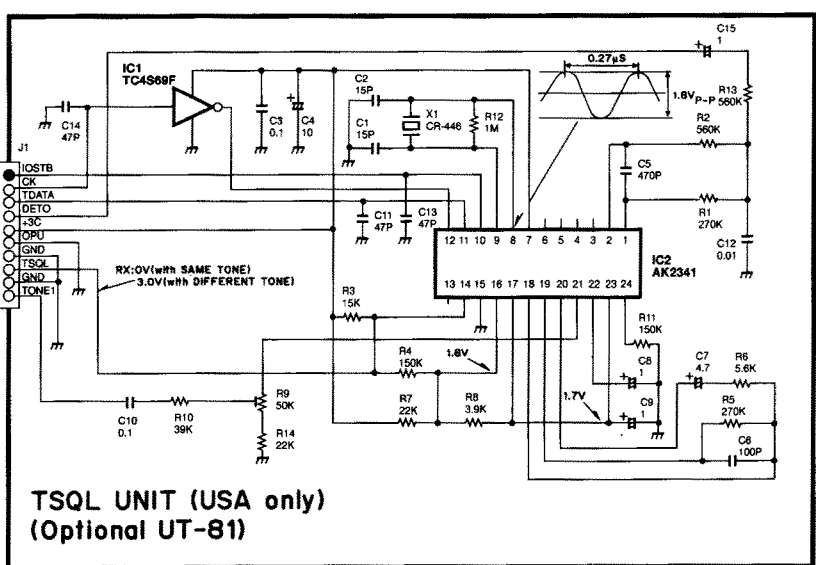 C15
1
IC1
TC4S69F
0.27µS
C2
15P
1.6VP-P
R13
560K
C14
47P
C3
0.1
C4
10
X1
CR-446
R12
1M
R2
560K
C1
15P
J1
C5
470P
IOSTB
CK
TDATA
DETO
+3C
OPU
GND
TSQL
GND
TONE1
R1
270K
C11
47P
C13
47P
C12
0.01
12 11 10 9 8 7 6 5 4 3 2 1
IC2
AK2341
13 14 15 16 17 18 19 20 21 22 23 24
RX:0V(with SAME TONE)
3.0V(with DIFFERENT TONE)
R3
15K
R11
150K
R4
150K
1.6V
C8
1
C7
4.7
R6
5.6K
R9
50K
R7
22K
R8
3.9K
1.7V
C9
1
R5
270K
C10
0.1
R10
39K
R14
22K
C6
100P
TSQL UNIT (USA only)
(Optional UT-81)